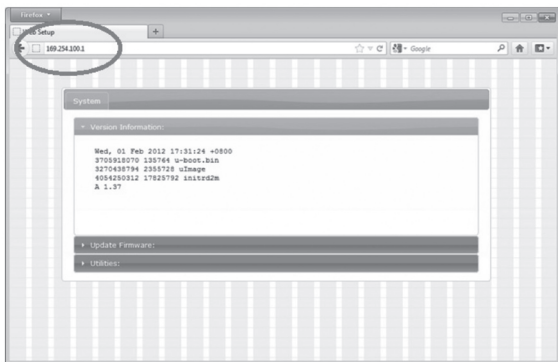 Firefox
Web Setup
+
169.254.100.1
Google
System
Version Information:
Wed, 01 Feb 2012 17:31:24 +0800
3705918070 135764 u-boot.bin
3270438794 2355728 uImage
4054250312 17825792 initrd2m
A 1.37
Update Firmware:
Utilities: